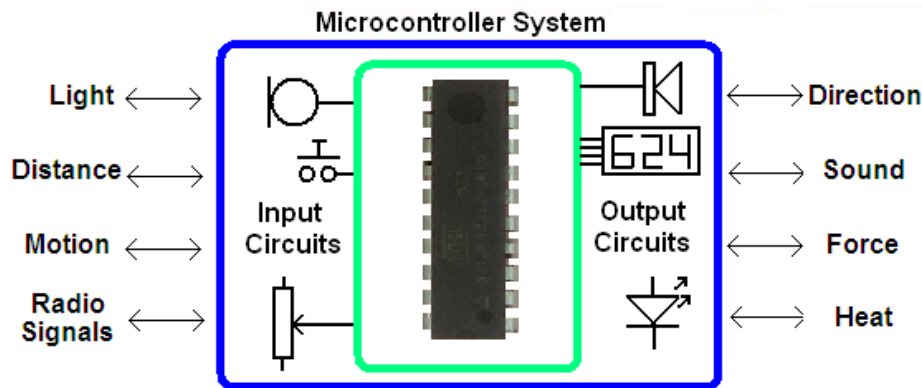 Microcontroller System
Light
Distance
Motion
Radio
Signals
Input
Circuits
624
Output
Circuits
Direction
Sound
Force
Heat